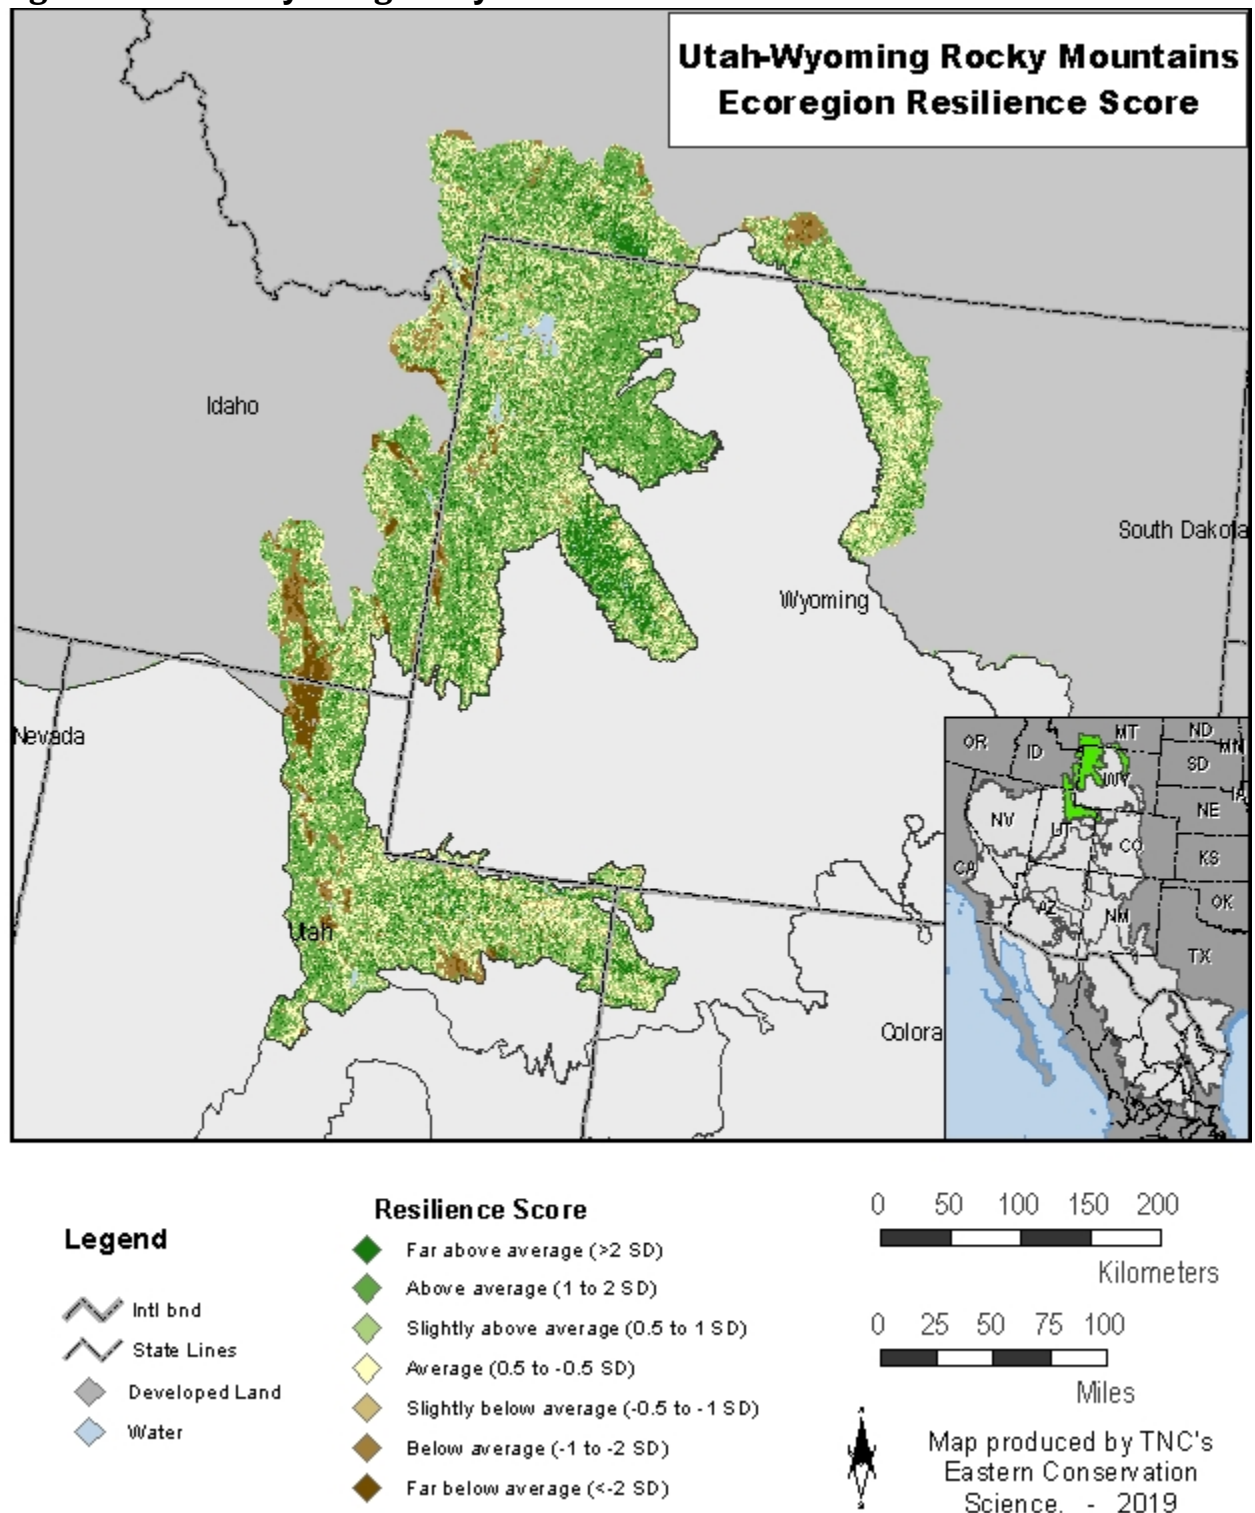 Utah-Wyoming Rocky Mountains
Ecoregion Resilience Score
Idaho
South Dakota
Wyoming
Nevada
Utah
Colora
OR
ID
MT
ND
MN
SD
WY
IA
NE
NV
UT
CO
KS
CA
AZ
NM
OK
TX
Legend
Intl bnd
State Lines
Developed Land
Water
Resilience Score
Far above average (>2 SD)
Above average (1 to 2 SD)
Slightly above average (0.5 to 1 SD)
Average (0.5 to -0.5 SD)
Slightly below average (-0.5 to -1 SD)
Below average (-1 to -2 SD)
Far below average (<-2 SD)
0 50 100 150 200
Kilometers
0 25 50 75 100
Miles
Map produced by TNC's
Eastern Conservation
Science. - 2019